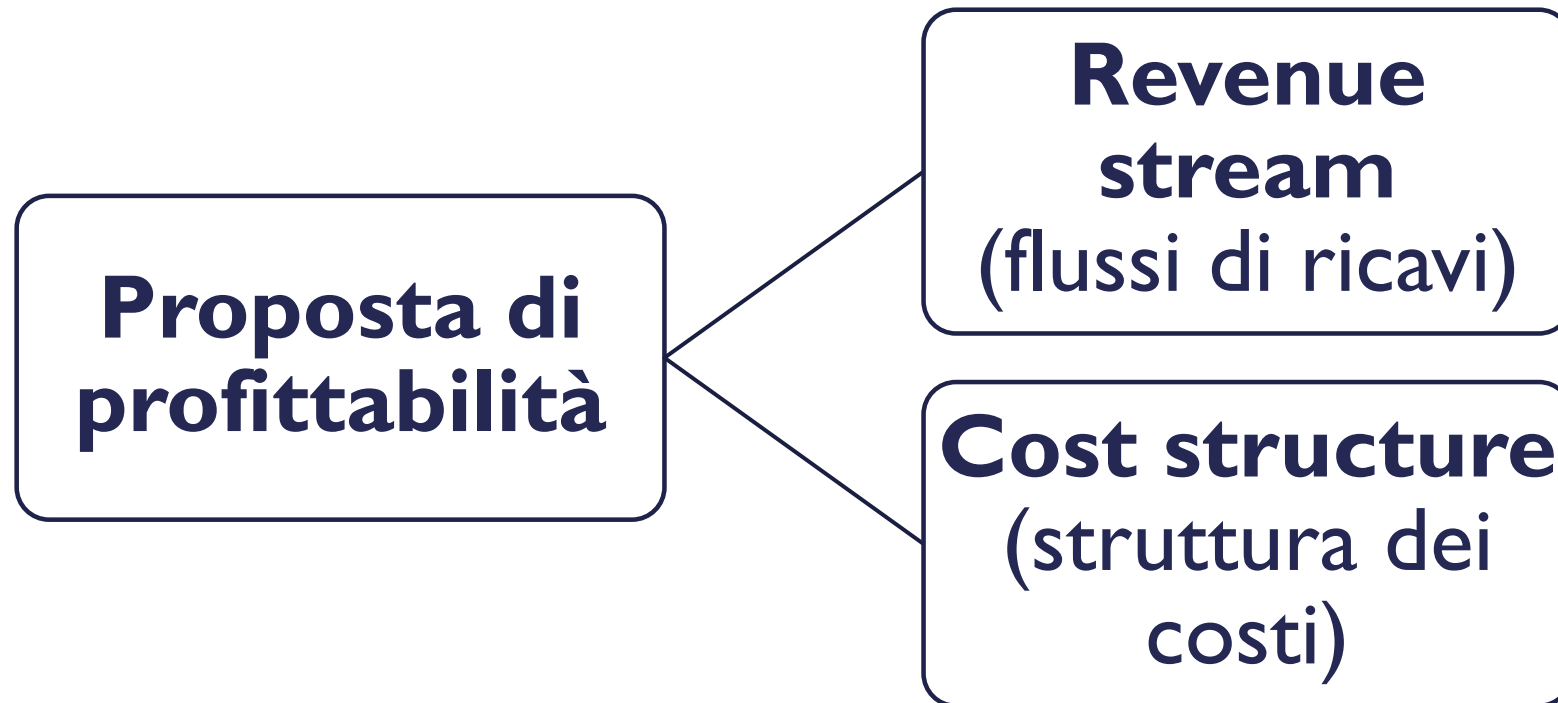 Proposta di
profittabilità
Revenue
stream
(flussi di ricavi)
Cost structure
(struttura dei
costi)